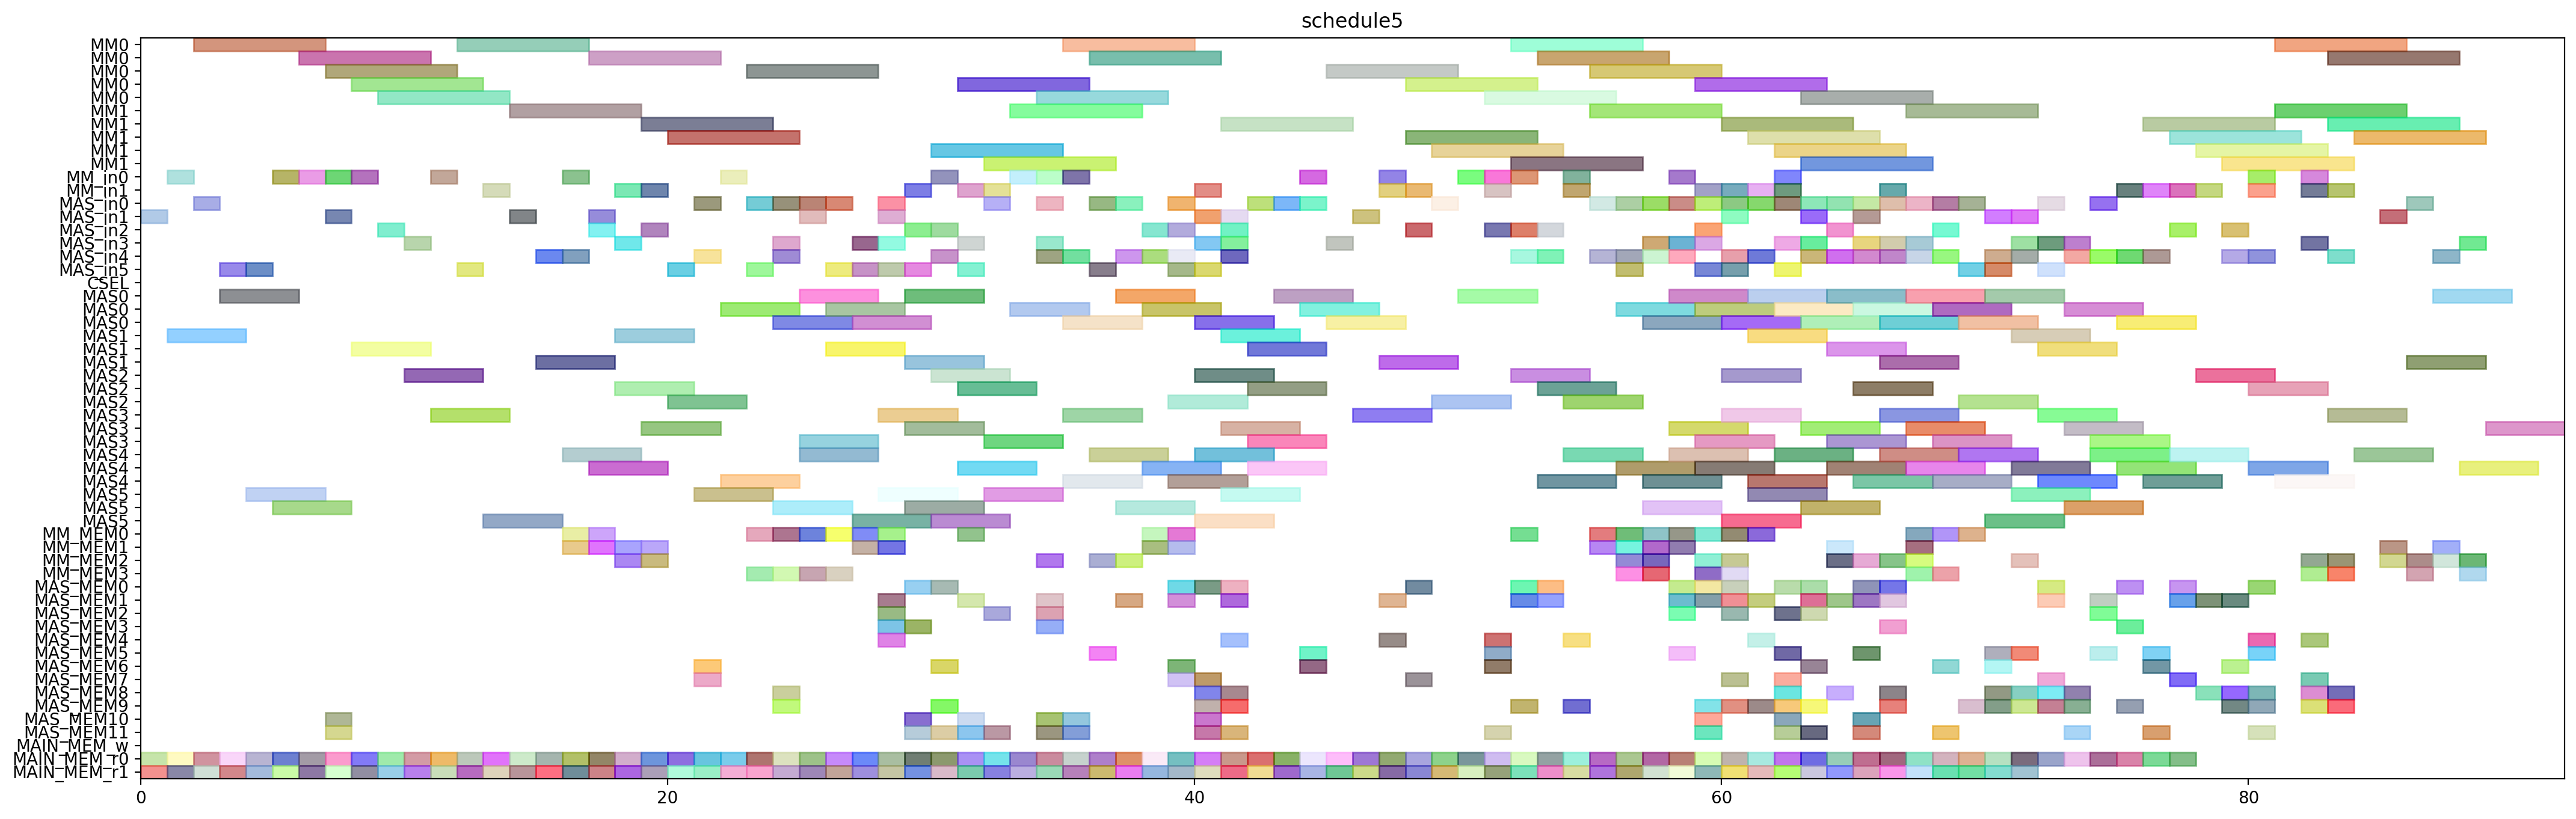 schedule5
MM0
MM0
MM0
MM0
MM0
MM1
MM1
MM1
MM1
MM1
MM_in0
MM_in1
MAS_in0
MAS_in1
MAS_in2
MAS_in3
MAS_in4
MAS_in5
CSEL
MAS0
MAS0
MAS0
MAS1
MAS1
MAS1
MAS2
MAS2
MAS2
MAS3
MAS3
MAS3
MAS4
MAS4
MAS4
MAS5
MAS5
MAS5
MM_MEM0
MM_MEM1
MM_MEM2
MM_MEM3
MAS_MEM0
MAS_MEM1
MAS_MEM2
MAS_MEM3
MAS_MEM4
MAS_MEM5
MAS_MEM6
MAS_MEM7
MAS_MEM8
MAS_MEM9
MAS_MEM10
MAS_MEM11
MAIN_MEM_w
MAIN_MEM_r0
MAIN_MEM_r1
0 20 40 60 80